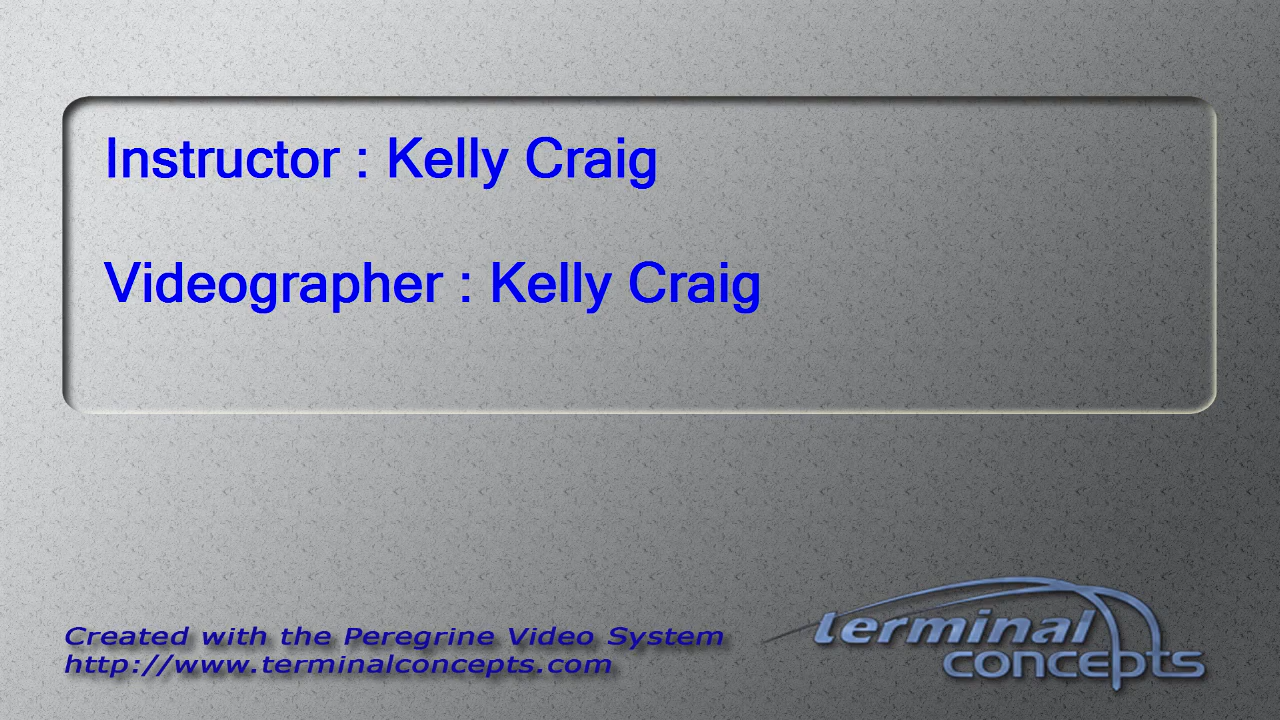 Instructor : Kelly Craig
Videographer : Kelly Craig
Created with the Peregrine Video System
http://www.terminalconcepts.com
terminal
concepts